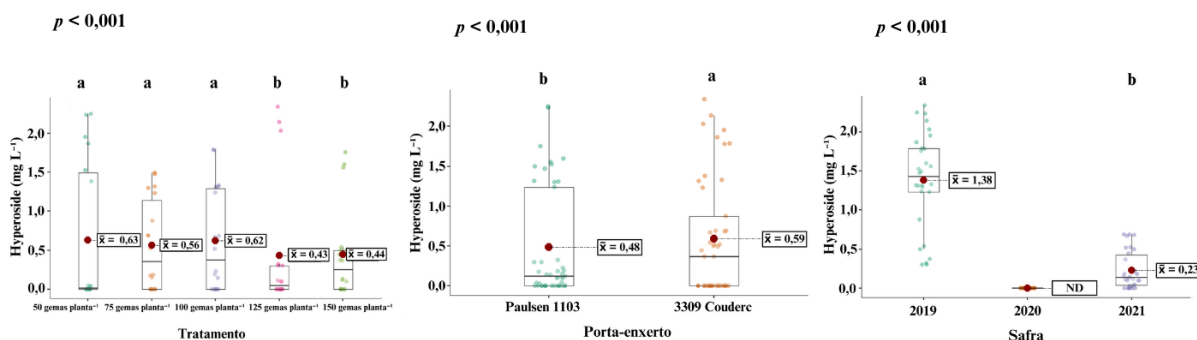 p < 0,001
a a a b b
Hyperoside (mg L⁻¹)
2,0
1,5
1,0
0,5
0,0
x̄ = 0,63
x̄ = 0,56
x̄ = 0,62
x̄ = 0,43
x̄ = 0,44
50 gemas planta⁻¹ 75 gemas planta⁻¹ 100 gemas planta⁻¹ 125 gemas planta⁻¹ 150 gemas planta⁻¹
Tratamento
p < 0,001
b a
Hyperoside (mg L⁻¹)
2,0
1,5
1,0
0,5
0,0
x̄ = 0,48
x̄ = 0,59
Paulsen 1103 3309 Couderc
Porta-enxerto
p < 0,001
a b
Hyperoside (mg L⁻¹)
2,0
1,5
1,0
0,5
0,0
x̄ = 1,38
ND
x̄ = 0,23
2019 2020 2021
Safra